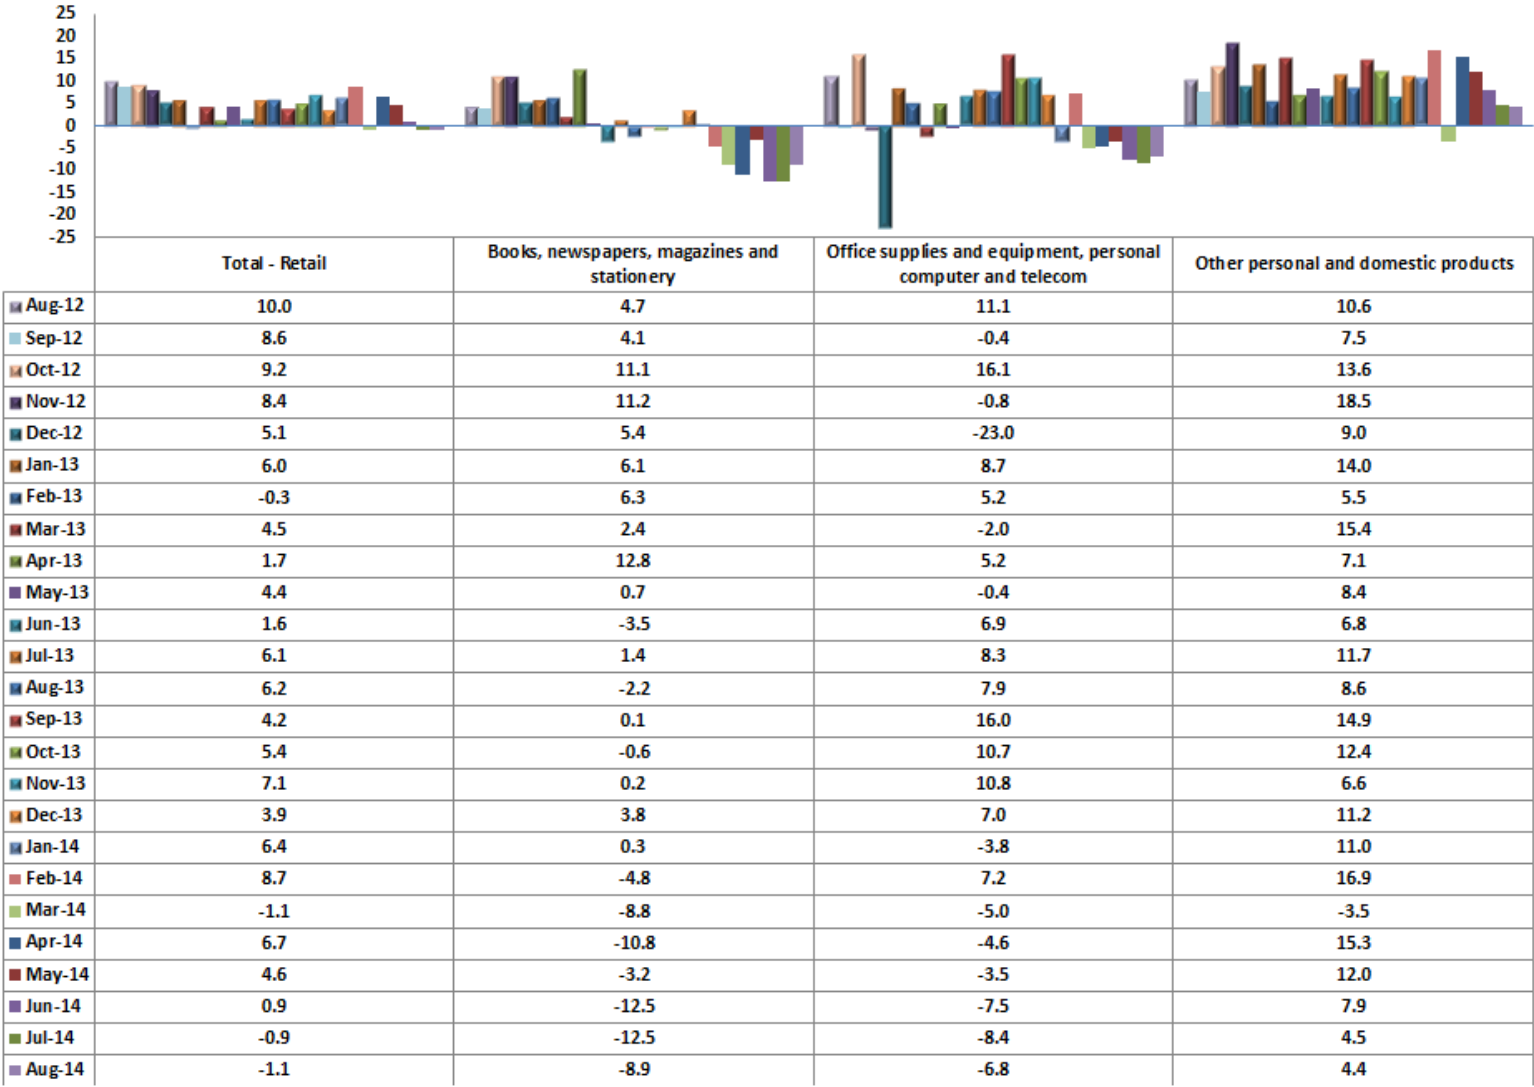 25
20
15
10
5
0
-5
-10
-15
-20
-25
Total - Retail
Books, newspapers, magazines and
stationery
Office supplies and equipment, personal
computer and telecom
Other personal and domestic products
Aug-12 10.0 4.7 11.1 10.6
Sep-12 8.6 4.1 -0.4 7.5
Oct-12 9.2 11.1 16.1 13.6
Nov-12 8.4 11.2 -0.8 18.5
Dec-12 5.1 5.4 -23.0 9.0
Jan-13 6.0 6.1 8.7 14.0
Feb-13 -0.3 6.3 5.2 5.5
Mar-13 4.5 2.4 -2.0 15.4
Apr-13 1.7 12.8 5.2 7.1
May-13 4.4 0.7 -0.4 8.4
Jun-13 1.6 -3.5 6.9 6.8
Jul-13 6.1 1.4 8.3 11.7
Aug-13 6.2 -2.2 7.9 8.6
Sep-13 4.2 0.1 16.0 14.9
Oct-13 5.4 -0.6 10.7 12.4
Nov-13 7.1 0.2 10.8 6.6
Dec-13 3.9 3.8 7.0 11.2
Jan-14 6.4 0.3 -3.8 11.0
Feb-14 8.7 -4.8 7.2 16.9
Mar-14 -1.1 -8.8 -5.0 -3.5
Apr-14 6.7 -10.8 -4.6 15.3
May-14 4.6 -3.2 -3.5 12.0
Jun-14 0.9 -12.5 -7.5 7.9
Jul-14 -0.9 -12.5 -8.4 4.5
Aug-14 -1.1 -8.9 -6.8 4.4